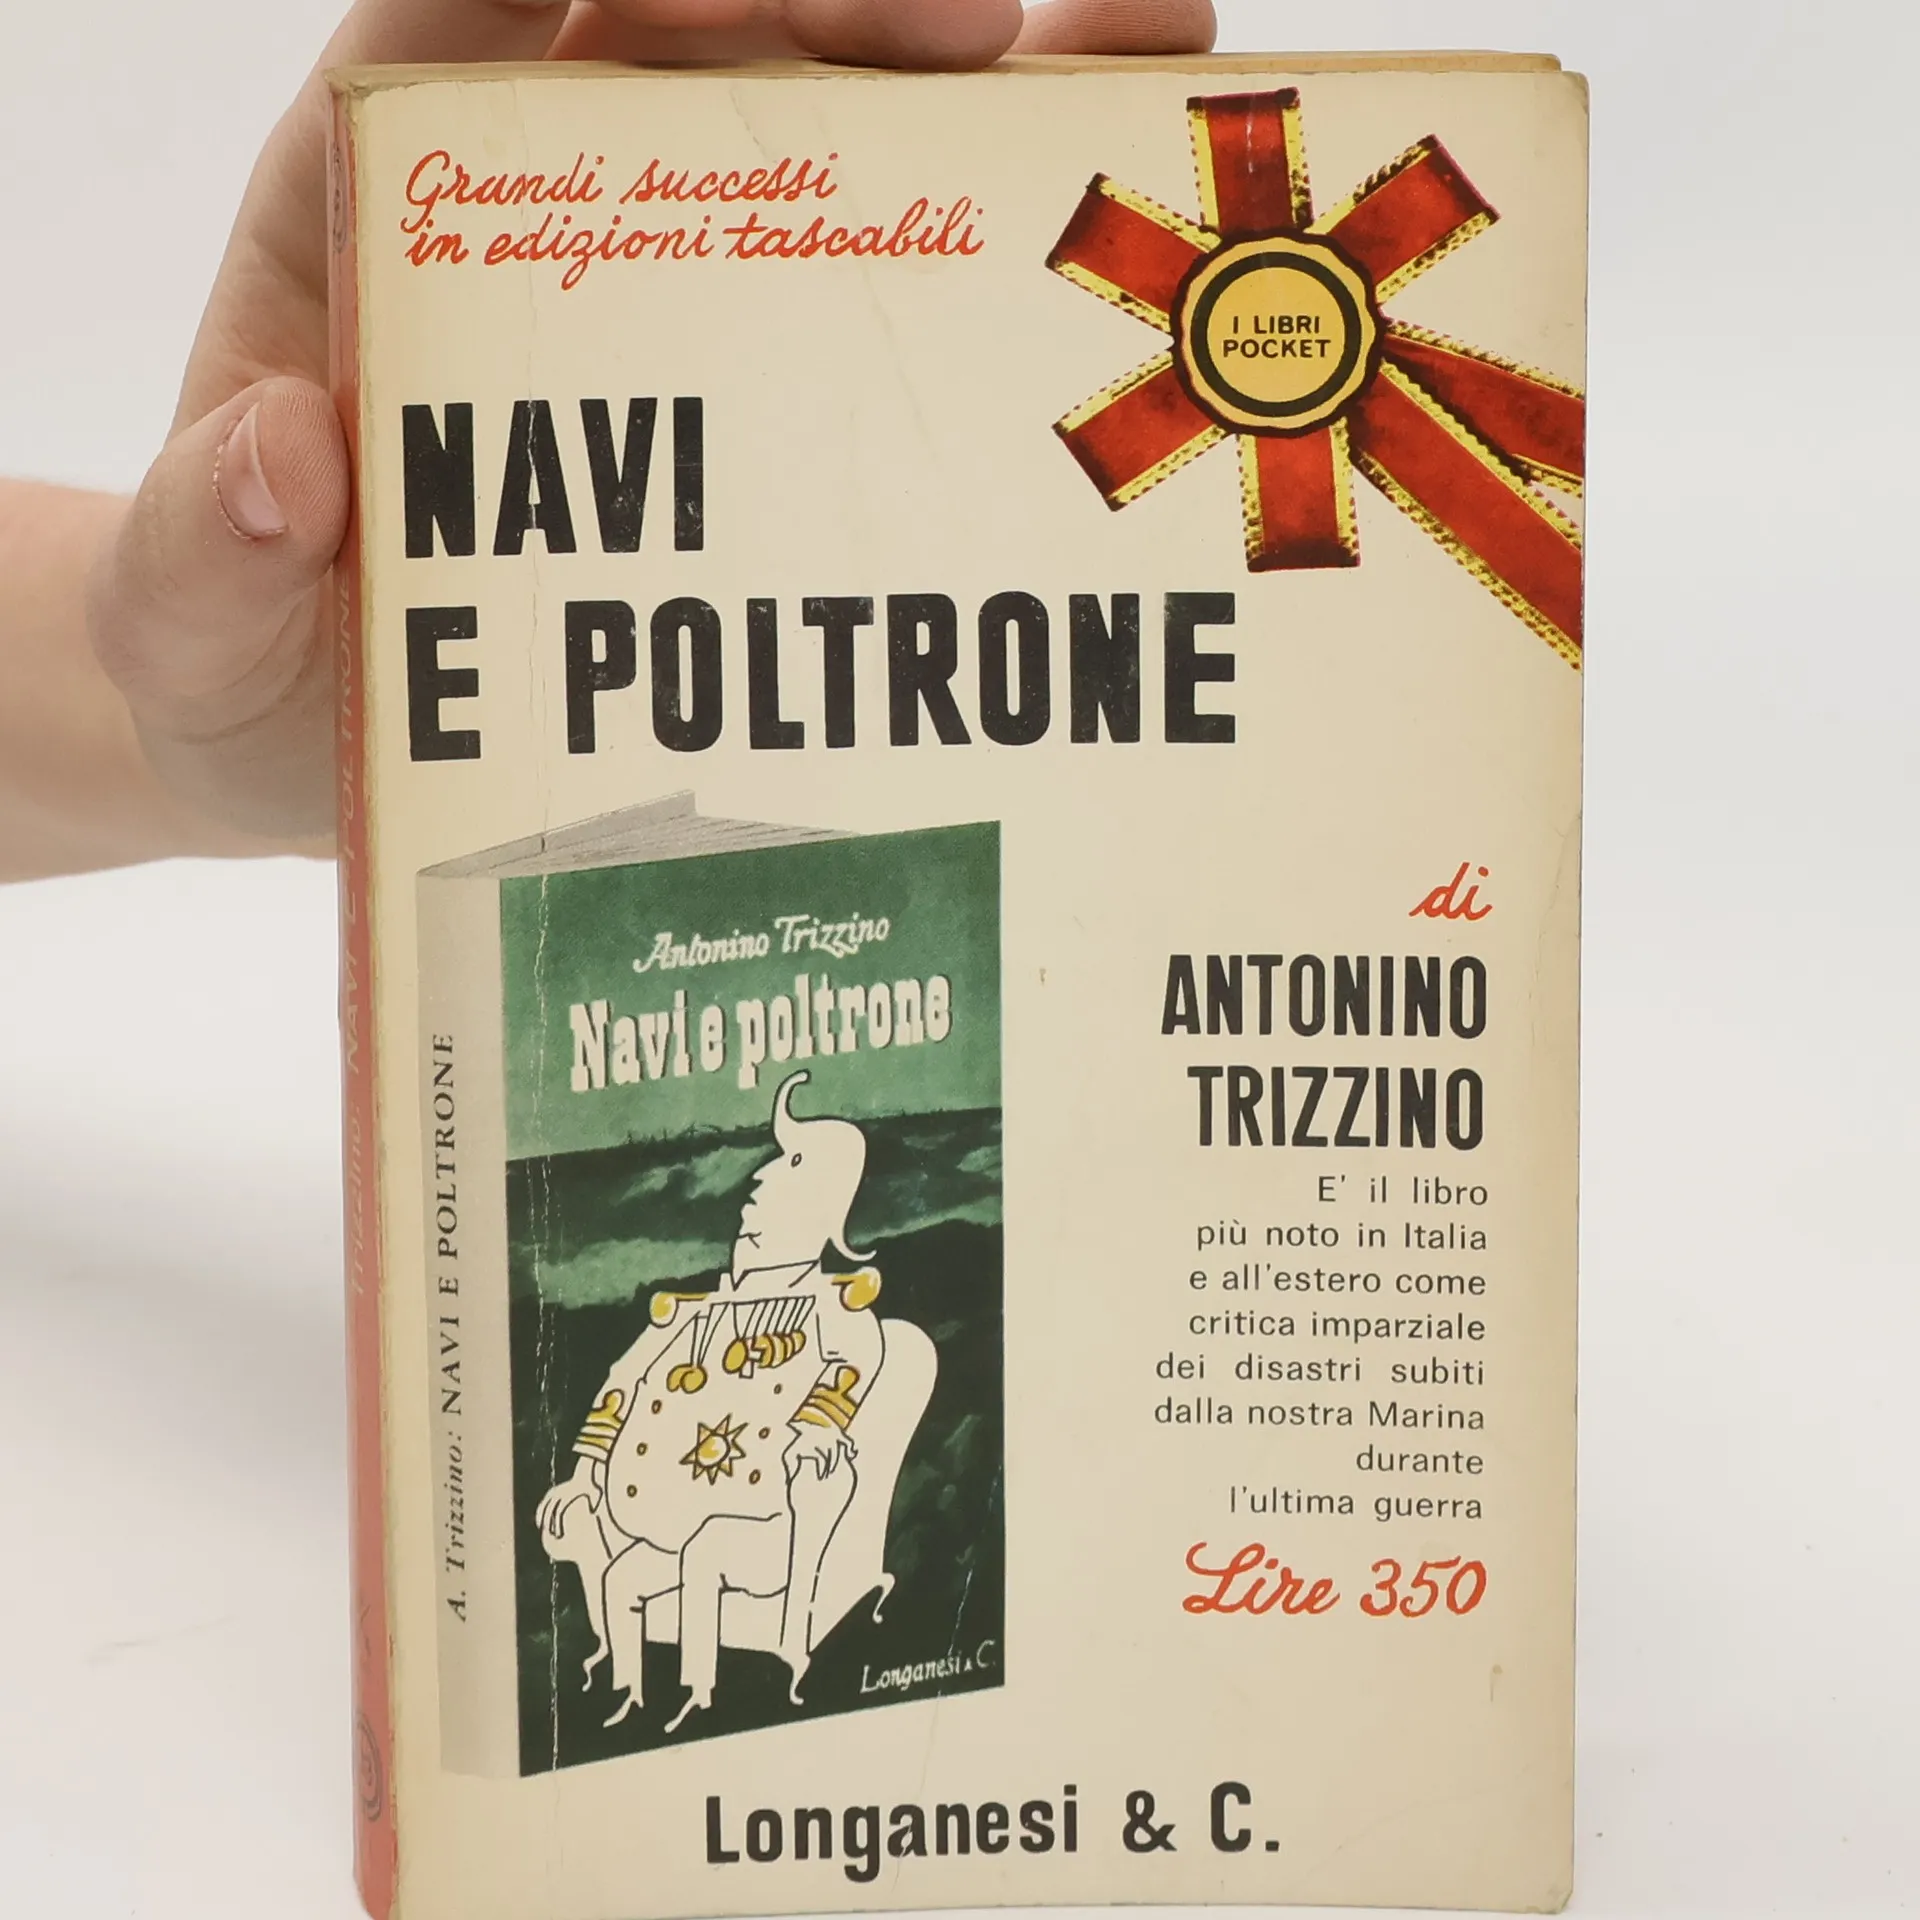 Grandi successi
in edizioni tascabili
I LIBRI
POCKET
NAVI
E POLTRONE
di
ANTONINO
TRIZZINO
E' il libro
più noto in Italia
e all'estero come
critica imparziale
dei disastri subiti
dalla nostra Marina
durante
l'ultima guerra
Lire 350
Antonino Trizzino
Navi e poltrone
Longanesi & C.
A. Trizzino: NAVI E POLTRONE
Longanesi & C.
Trizzino: NAVI E POLTRONE